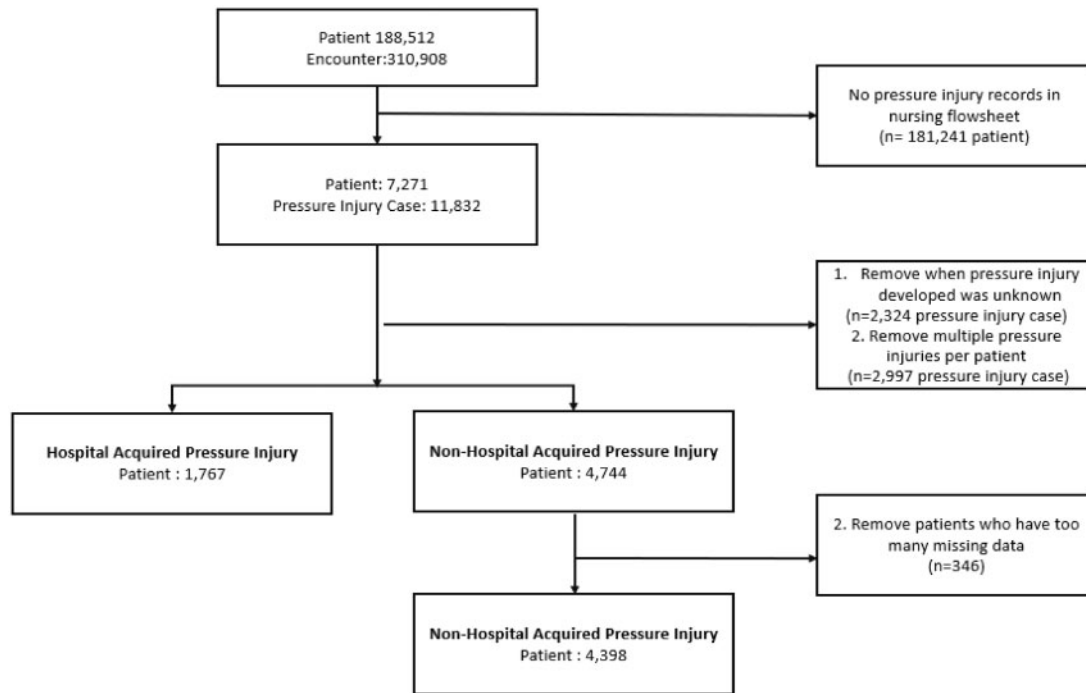 Patient 188,512
Encounter:310,908
No pressure injury records in
nursing flowsheet
(n= 181,241 patient)
Patient: 7,271
Pressure Injury Case: 11,832
1. Remove when pressure injury
developed was unknown
(n=2,324 pressure injury case)
2. Remove multiple pressure
injuries per patient
(n=2,997 pressure injury case)
Hospital Acquired Pressure Injury
Patient : 1,767
Non-Hospital Acquired Pressure Injury
Patient : 4,744
2. Remove patients who have too
many missing data
(n=346)
Non-Hospital Acquired Pressure Injury
Patient : 4,398